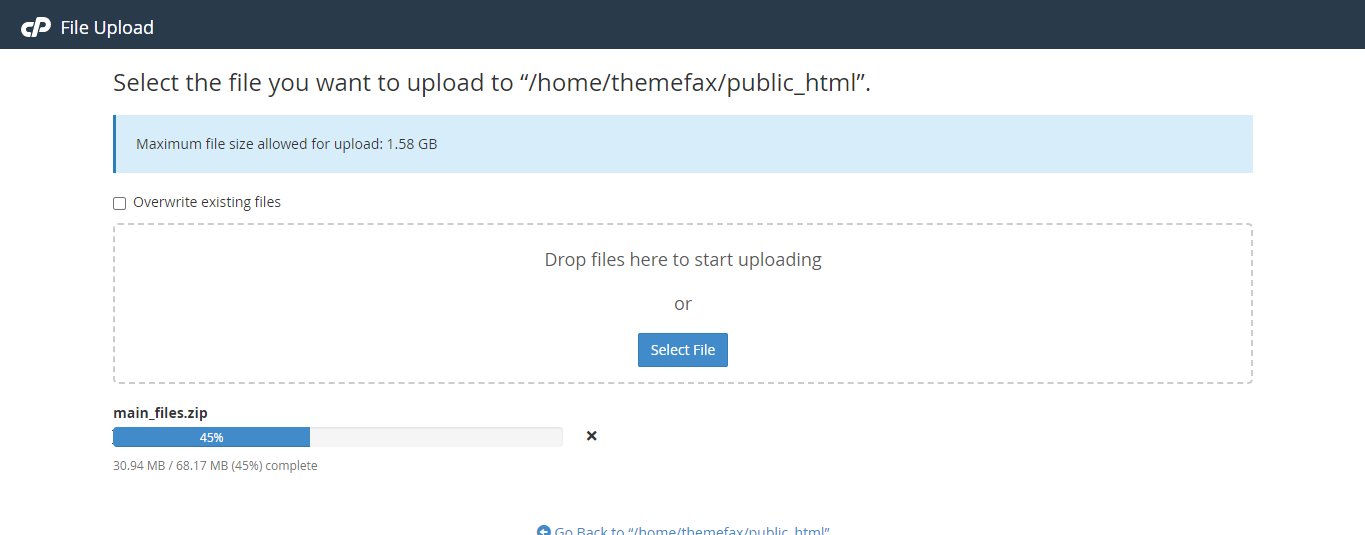 cP File Upload
Select the file you want to upload to “/home/themefax/public_html”.
Maximum file size allowed for upload: 1.58 GB
Overwrite existing files
Drop files here to start uploading
or
Select File
main_files.zip
45%
30.94 MB / 68.17 MB (45%) complete
Go Back to “/home/themefax/public_html”